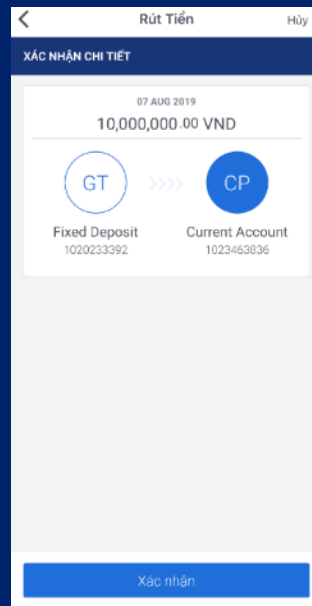 Rút Tiền Hủy
XÁC NHẬN CHI TIẾT
07 AUG 2019
10,000,000.00 VND
GT CP
Fixed Deposit Current Account
1020233392 1023463836
Xác nhận